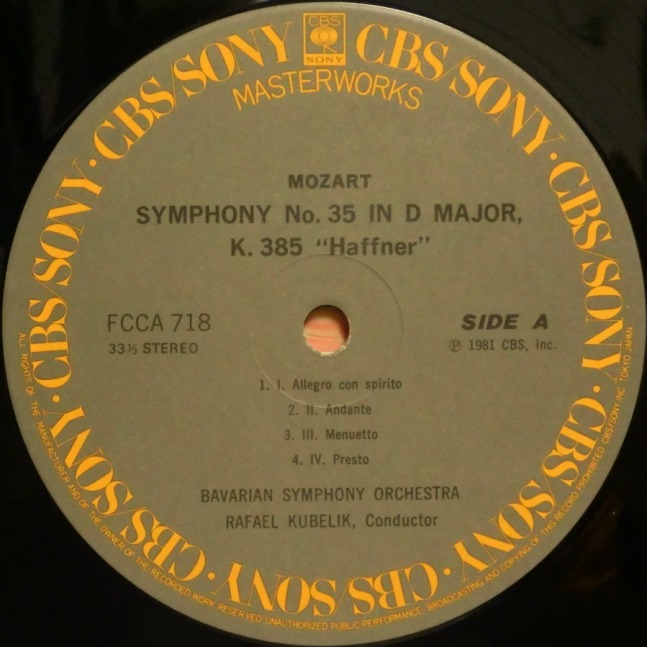 CBS
SONY
CBS/SONY · CBS/SONY · CBS/SONY · CBS/SONY · CBS/SONY · CBS/SONY · CBS/SONY · CBS/SONY
MASTERWORKS
MOZART
SYMPHONY No. 35 IN D MAJOR,
K. 385 "Haffner"
FCCA 718
33⅓ STEREO
SIDE A
℗ 1981 CBS, Inc.
1. I. Allegro con spirito
2. II. Andante
3. III. Menuetto
4. IV. Presto
BAVARIAN SYMPHONY ORCHESTRA
RAFAEL KUBELIK, Conductor
ALL RIGHTS OF THE MANUFACTURER AND OF THE OWNER OF THE RECORDED WORK RESERVED. UNAUTHORIZED PUBLIC PERFORMANCE, BROADCASTING AND COPYING OF THIS RECORD PROHIBITED. CBS/SONY INC. TOKYO JAPAN